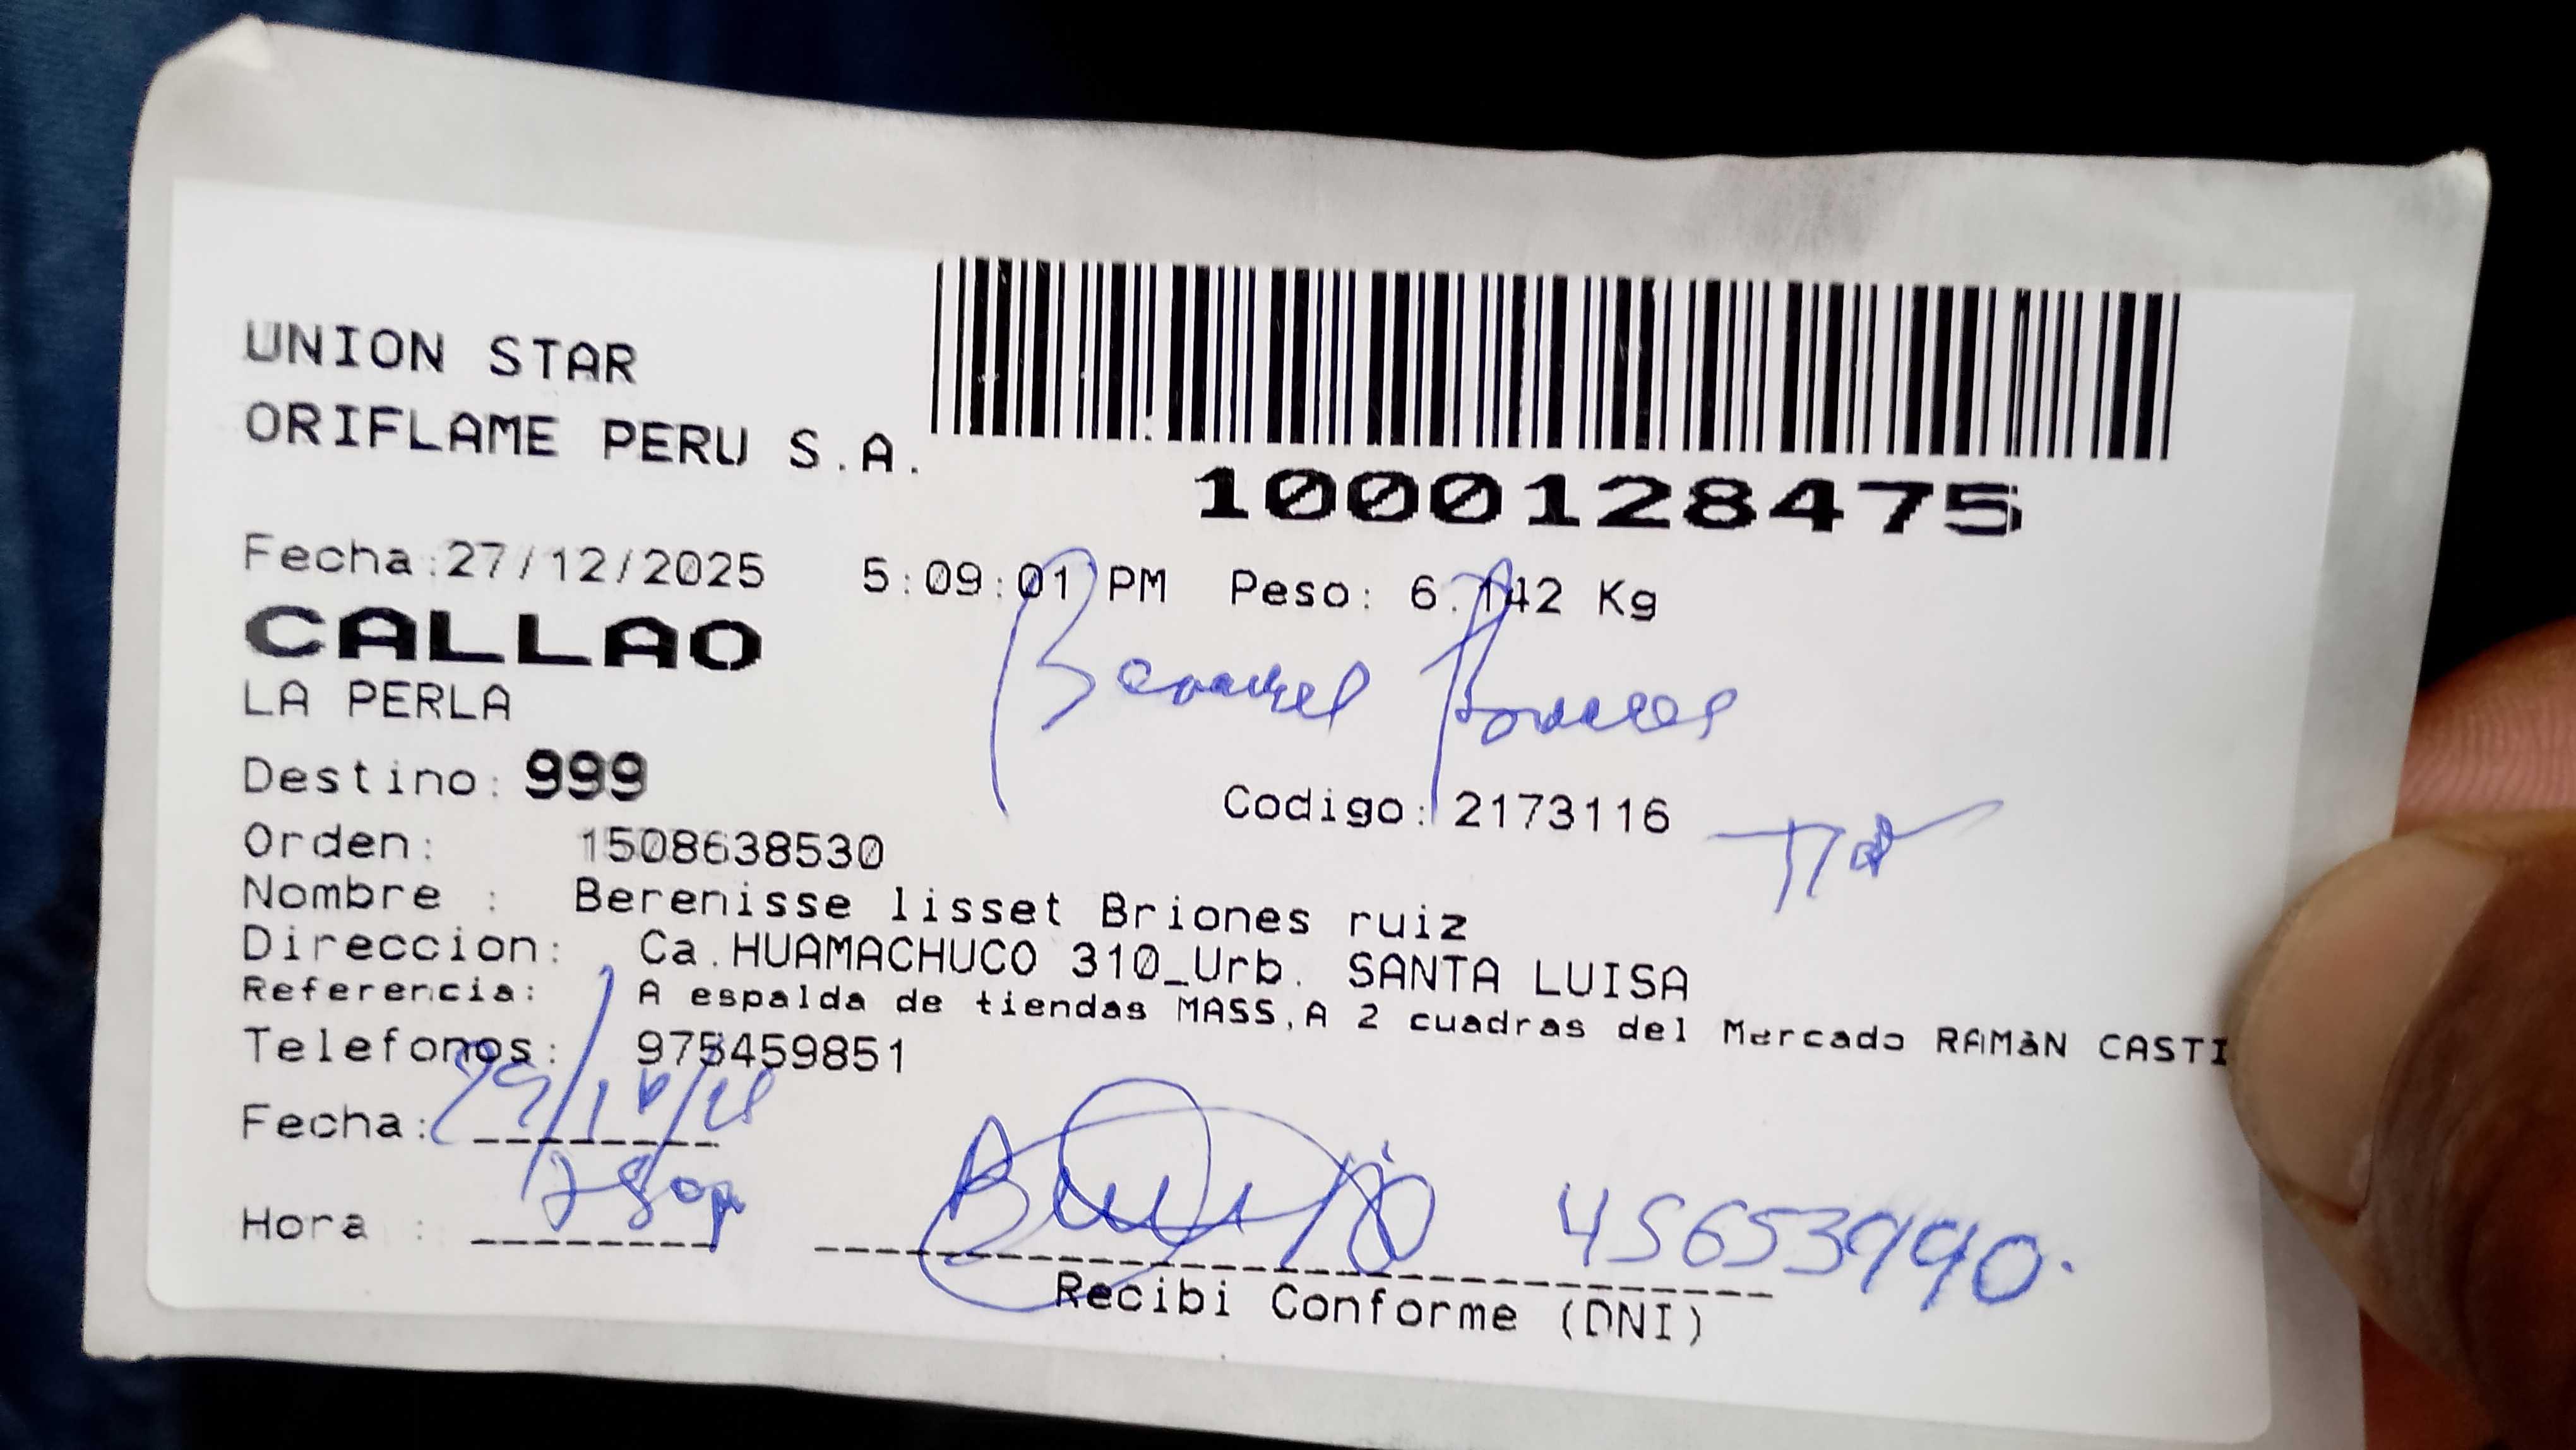 UNION STAR
ORIFLAME PERU S.A.
1000128475
Fecha:27/12/2025 5:09:01 PM Peso: 6.142 Kg
CALLAO
LA PERLA
Destino: 999
Codigo: 2173116
Orden: 1508638530
Nombre : Berenisse lisset Briones ruiz
Direccion: Ca.HUAMACHUCO 310_Urb. SANTA LUISA
Referencia: A espalda de tiendas MASS,A 2 cuadras del Mercado RAMàN CASTI
Telefonos: 975459851
Fecha:
Hora :
Recibi Conforme (DNI)